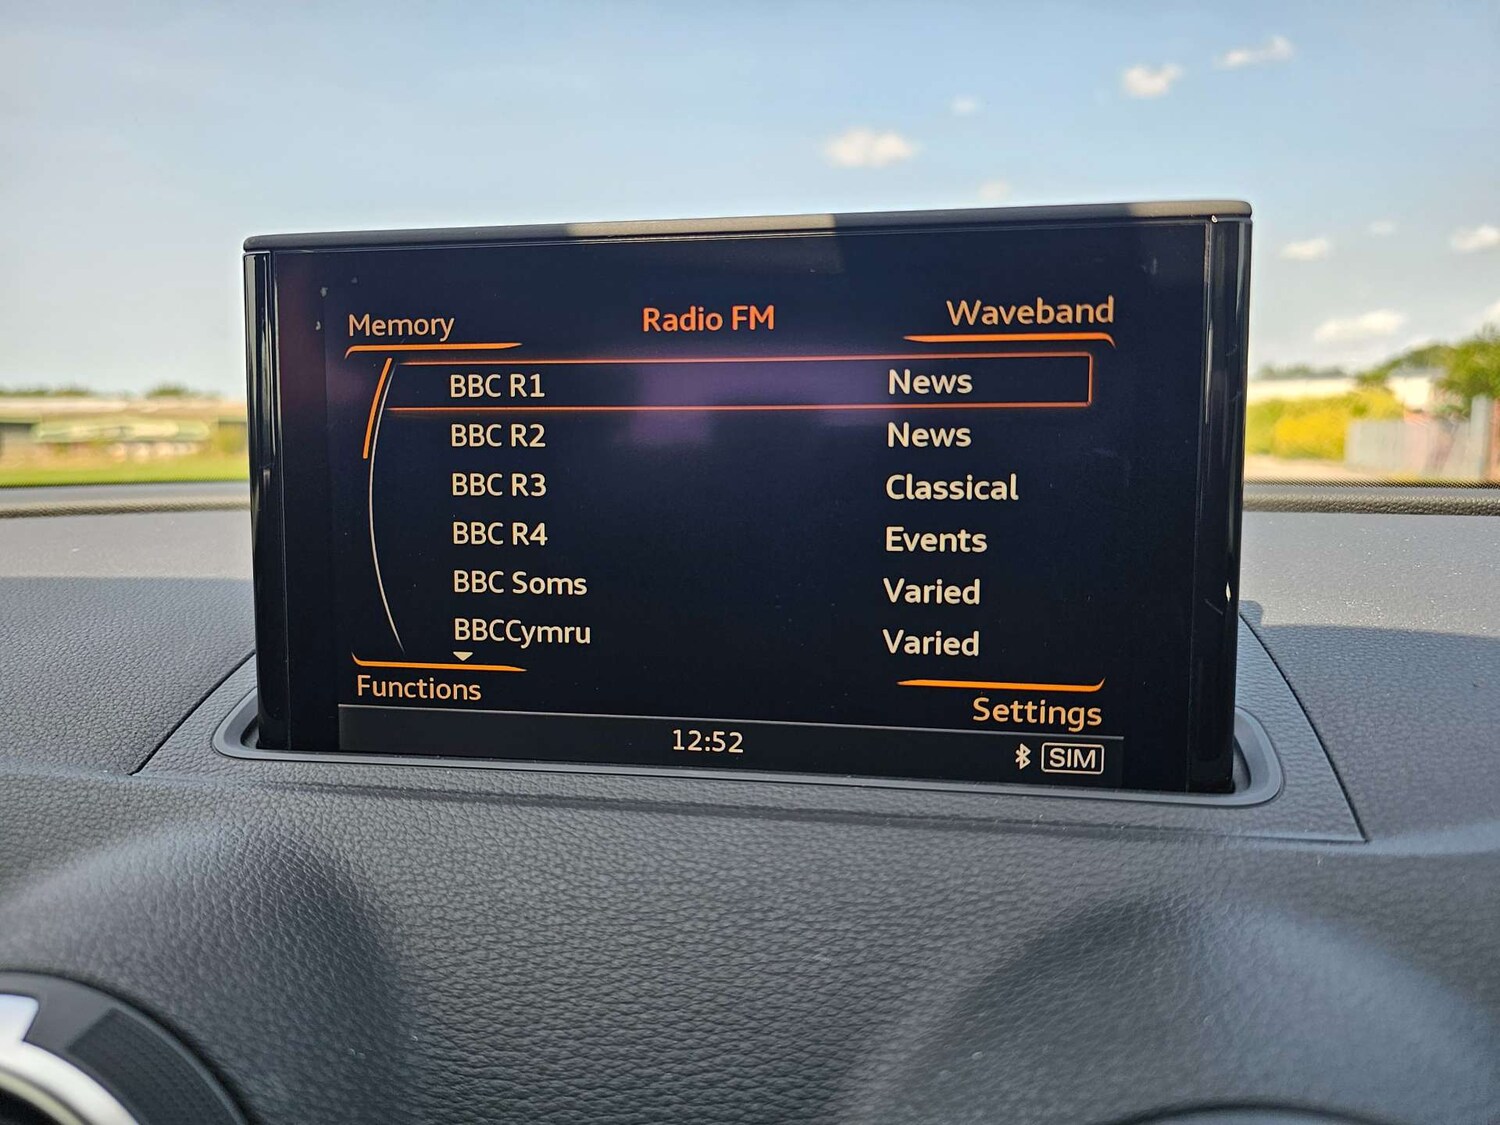 Memory Radio FM Waveband
BBC R1 News
BBC R2 News
BBC R3 Classical
BBC R4 Events
BBC Soms Varied
BBCCymru Varied
Functions Settings
12:52 SIM